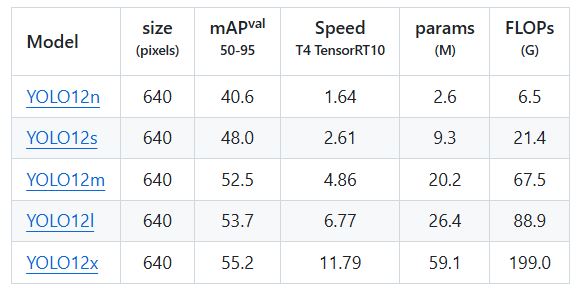 Model size (pixels) mAPval 50-95 Speed T4 TensorRT10 params (M) FLOPs (G)
YOLO12n 640 40.6 1.64 2.6 6.5
YOLO12s 640 48.0 2.61 9.3 21.4
YOLO12m 640 52.5 4.86 20.2 67.5
YOLO12l 640 53.7 6.77 26.4 88.9
YOLO12x 640 55.2 11.79 59.1 199.0